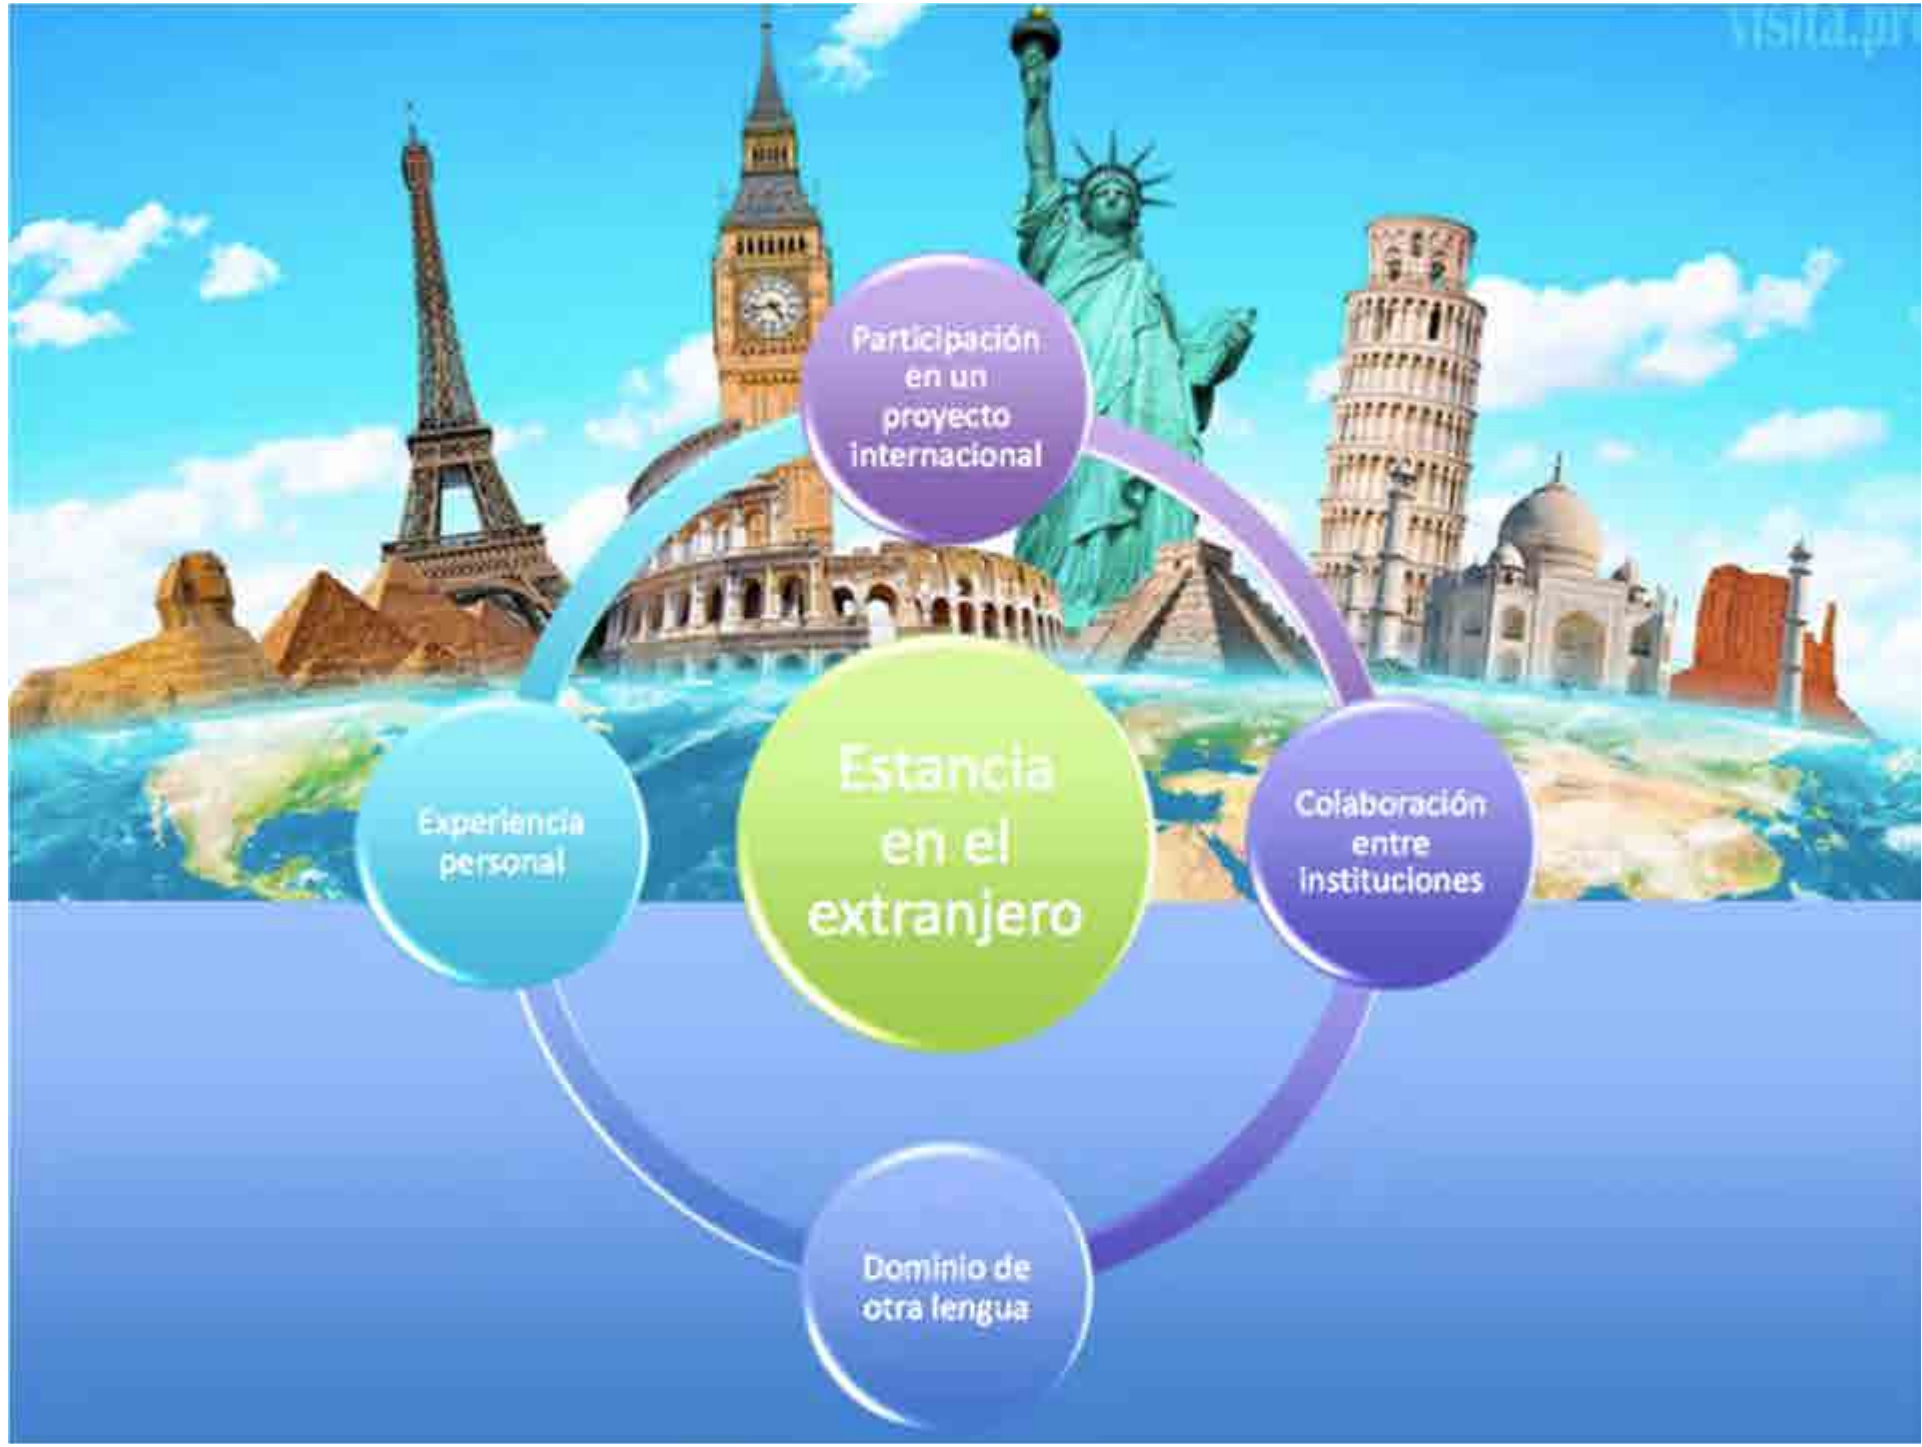 Participación
en un
proyecto
internacional
Estancia
en el
extranjero
Experiencia
personal
Colaboración
entre
instituciones
Dominio de
otra lengua